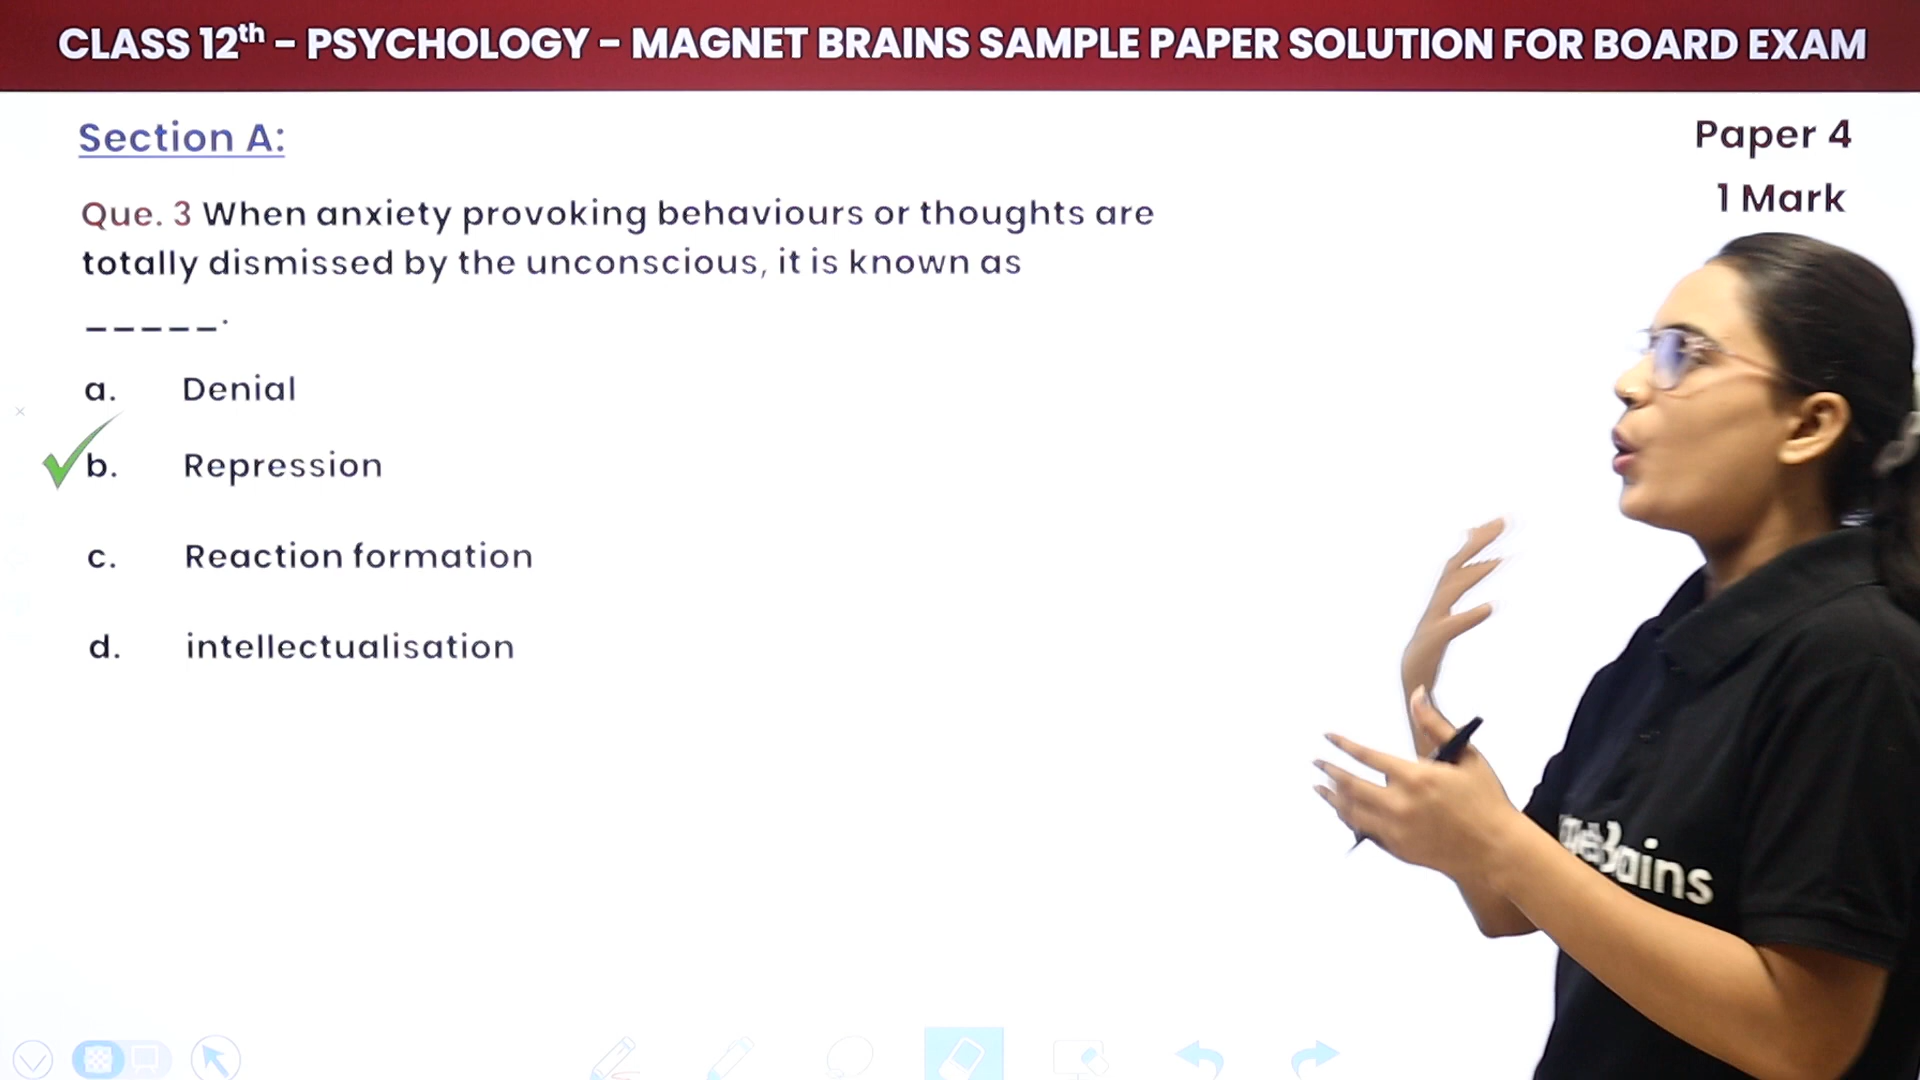 CLASS 12th - PSYCHOLOGY - MAGNET BRAINS SAMPLE PAPER SOLUTION FOR BOARD EXAM
Section A:
Paper 4
1 Mark
Que. 3 When anxiety provoking behaviours or thoughts are
totally dismissed by the unconscious, it is known as
_____.
a. Denial
b. Repression
c. Reaction formation
d. intellectualisation